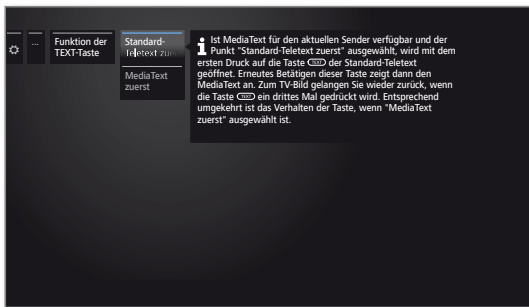 ...
Funktion der
TEXT-Taste
Standard-
Teletext zuerst
MediaText
zuerst
Ist MediaText für den aktuellen Sender verfügbar und der
Punkt "Standard-Teletext zuerst" ausgewählt, wird mit dem
ersten Druck auf die Taste TEXT der Standard-Teletext
geöffnet. Erneutes Betätigen dieser Taste zeigt dann den
MediaText an. Zum TV-Bild gelangen Sie wieder zurück, wenn
die Taste TEXT ein drittes Mal gedrückt wird. Entsprechend
umgekehrt ist das Verhalten der Taste, wenn "MediaText
zuerst" ausgewählt ist.